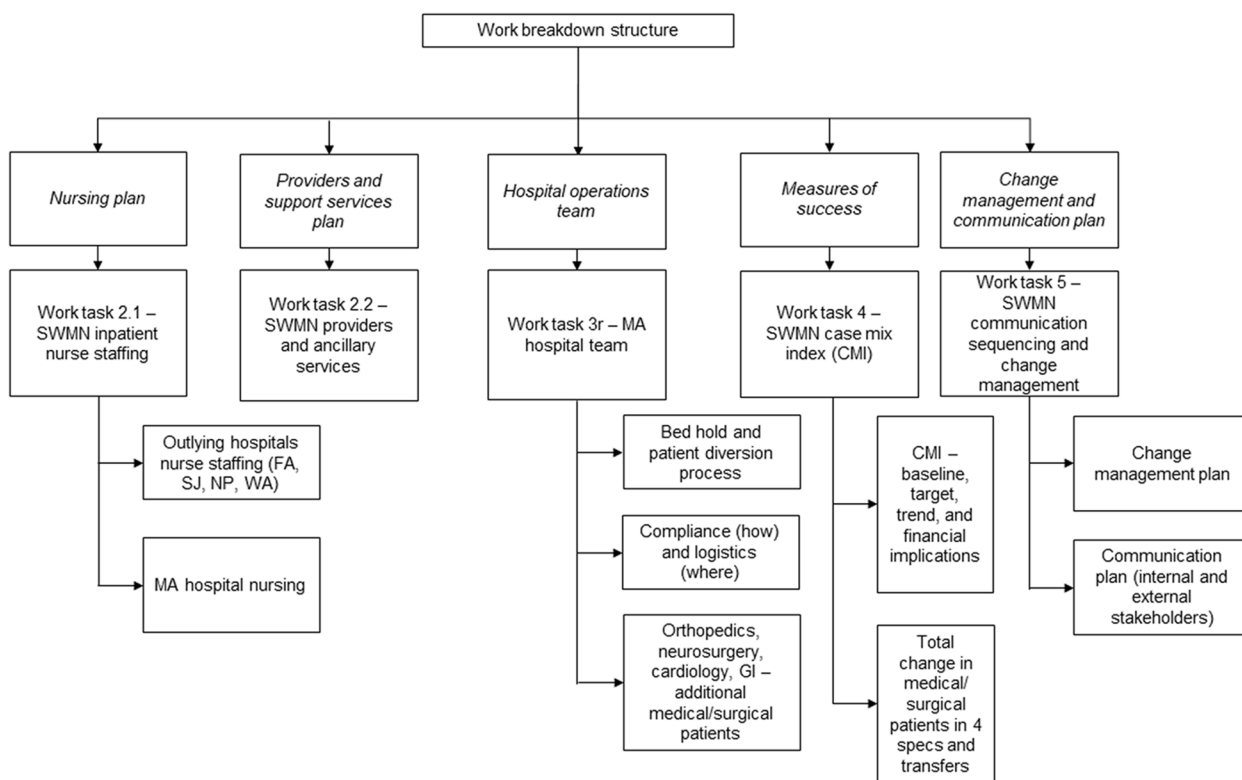 Work breakdown structure
Nursing plan
Providers and
support services
plan
Hospital operations
team
Measures of
success
Change
management and
communication plan
Work task 2.1 –
SWMN inpatient
nurse staffing
Work task 2.2 –
SWMN providers
and ancillary
services
Work task 3r – MA
hospital team
Work task 4 –
SWMN case mix
index (CMI)
Work task 5 –
SWMN
communication
sequencing and
change
management
Outlying hospitals
nurse staffing (FA,
SJ, NP, WA)
MA hospital nursing
Bed hold and
patient diversion
process
Compliance (how)
and logistics
(where)
Orthopedics,
neurosurgery,
cardiology, GI –
additional
medical/surgical
patients
CMI –
baseline,
target,
trend, and
financial
implications
Total
change in
medical/
surgical
patients in 4
specs and
transfers
Change
management plan
Communication
plan (internal and
external
stakeholders)